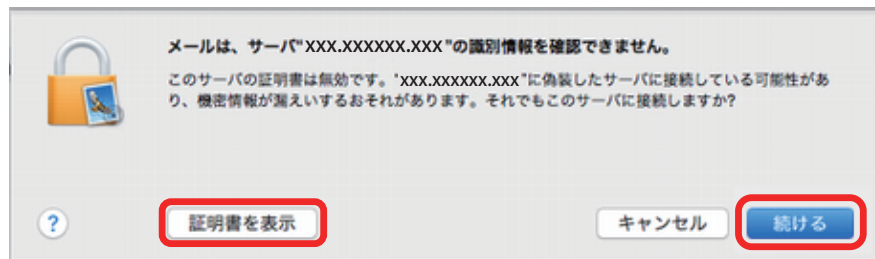 メールは、サーバ"XXX.XXXXXX.XXX"の識別情報を確認できません。
このサーバの証明書は無効です。"XXX.XXXXXX.XXX"に偽装したサーバに接続している可能性があ
り、機密情報が漏えいするおそれがあります。それでもこのサーバに接続しますか?
?
証明書を表示
キャンセル
続ける